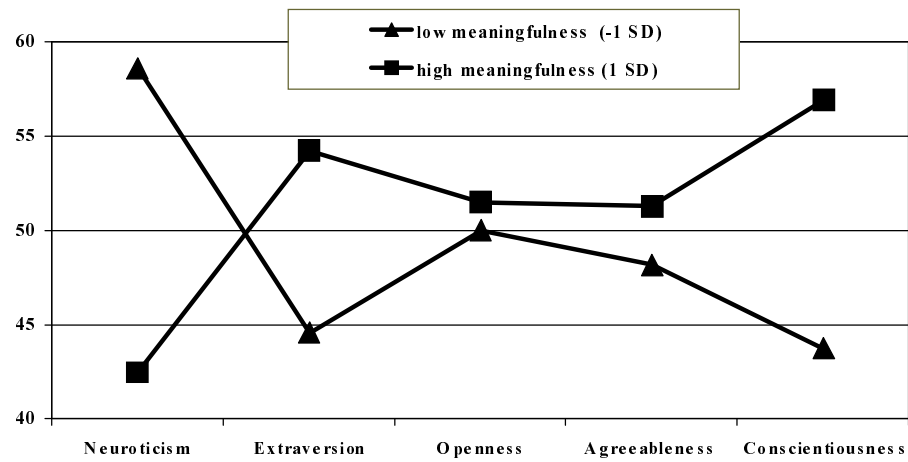 low meaningfulness (-1 SD)
high meaningfulness (1 SD)
60
55
50
45
40
Neuroticism Extraversion Openness Agreeableness Conscientiousness